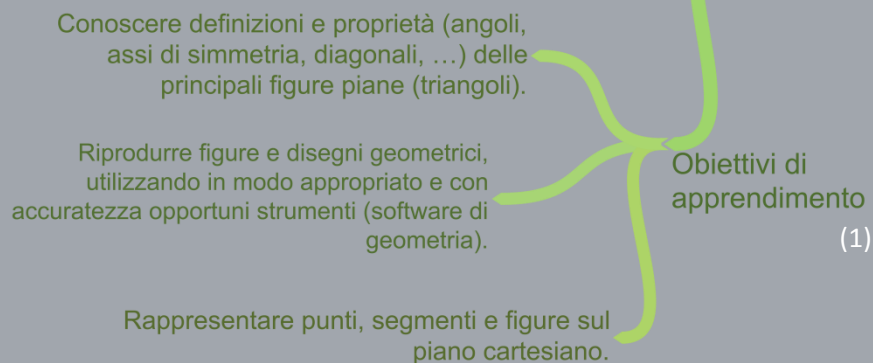 Conoscere definizioni e proprietà (angoli,
assi di simmetria, diagonali, …) delle
principali figure piane (triangoli).
Riprodurre figure e disegni geometrici,
utilizzando in modo appropriato e con
accuratezza opportuni strumenti (software di
geometria).
Rappresentare punti, segmenti e figure sul
piano cartesiano.
Obiettivi di
apprendimento
(1)